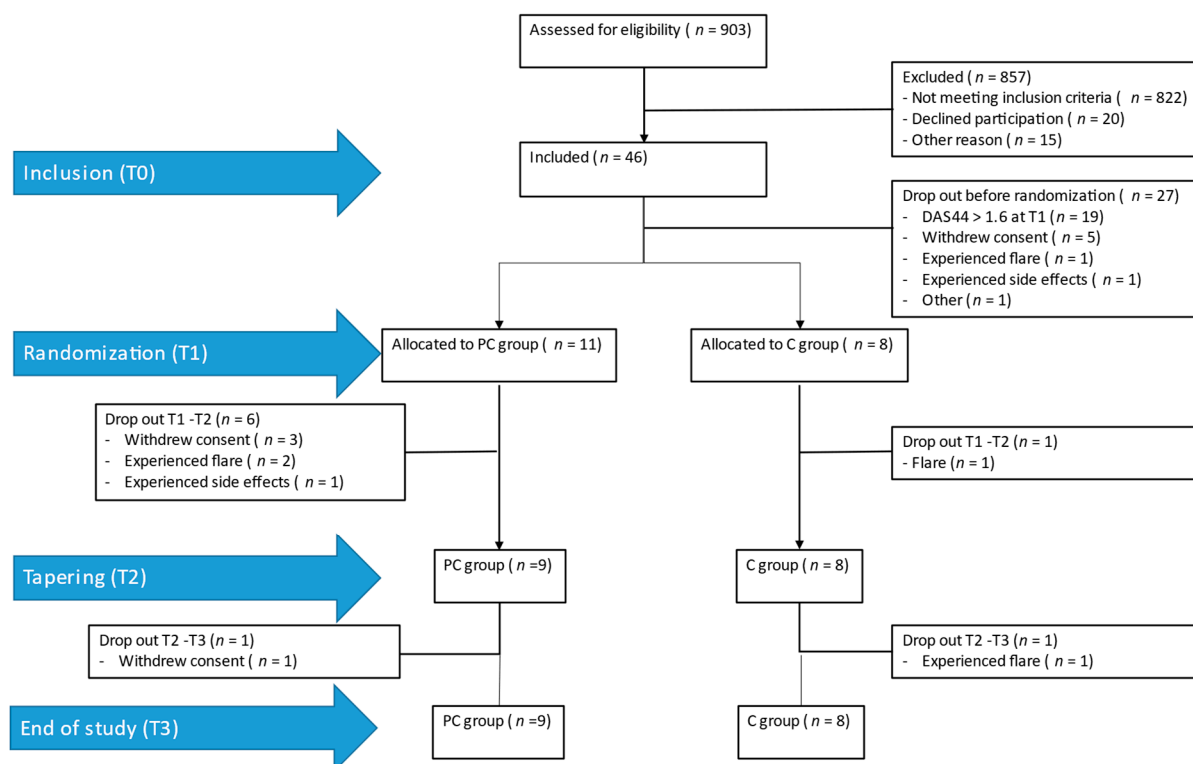 Assessed for eligibility ( n = 903)
Excluded ( n = 857)
- Not meeting inclusion criteria ( n = 822)
- Declined participation ( n = 20)
- Other reason ( n = 15)
Inclusion (T0)
Included ( n = 46)
Drop out before randomization ( n = 27)
- DAS44 > 1.6 at T1 ( n = 19)
- Withdrew consent ( n = 5)
- Experienced flare ( n = 1)
- Experienced side effects ( n = 1)
- Other ( n = 1)
Randomization (T1)
Allocated to PC group ( n = 11)
Allocated to C group ( n = 8)
Drop out T1 -T2 ( n = 6)
- Withdrew consent ( n = 3)
- Experienced flare ( n = 2)
- Experienced side effects ( n = 1)
Drop out T1 -T2 ( n = 1)
- Flare ( n = 1)
Tapering (T2)
PC group ( n =9)
C group ( n = 8)
Drop out T2 -T3 ( n = 1)
- Withdrew consent ( n = 1)
Drop out T2 -T3 ( n = 1)
- Experienced flare ( n = 1)
End of study (T3)
PC group ( n =9)
C group ( n = 8)